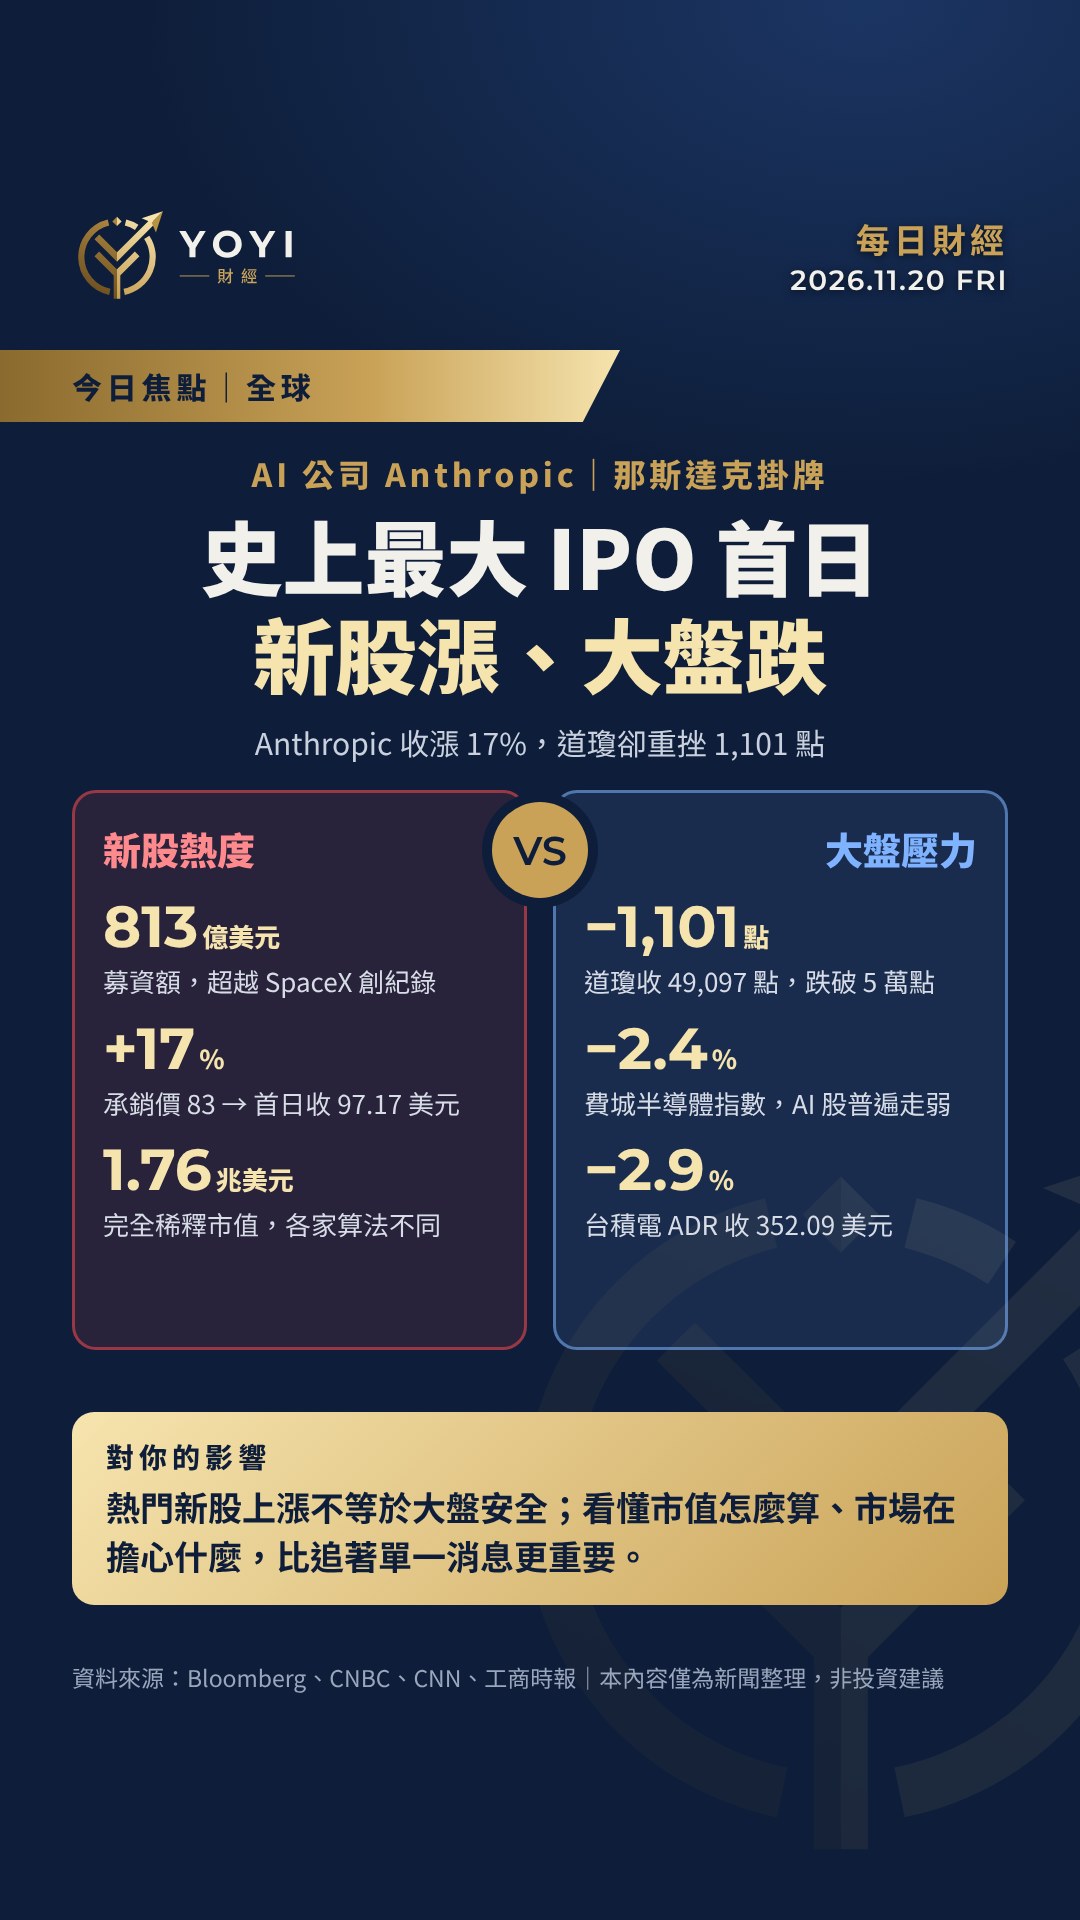 YOYI
財經
每日財經
2026.11.20 FRI
今日焦點｜全球
AI 公司 Anthropic｜那斯達克掛牌
史上最大 IPO 首日
新股漲、大盤跌
Anthropic 收漲 17%，道瓊卻重挫 1,101 點
VS
新股熱度
813億美元
募資額，超越 SpaceX 創紀錄
+17%
承銷價 83 → 首日收 97.17 美元
1.76兆美元
完全稀釋市值，各家算法不同
大盤壓力
−1,101點
道瓊收 49,097 點，跌破 5 萬點
−2.4%
費城半導體指數，AI 股普遍走弱
−2.9%
台積電 ADR 收 352.09 美元
對你的影響
熱門新股上漲不等於大盤安全；看懂市值怎麼算、市場在
擔心什麼，比追著單一消息更重要。
資料來源：Bloomberg、CNBC、CNN、工商時報｜本內容僅為新聞整理，非投資建議